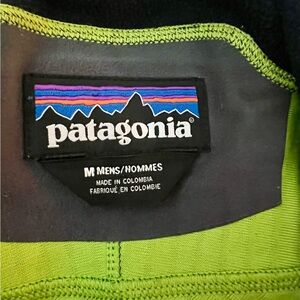 patagonia®
M MENS/HOMMES
MADE IN COLOMBIA
FABRIQUÉ EN COLOMBIE